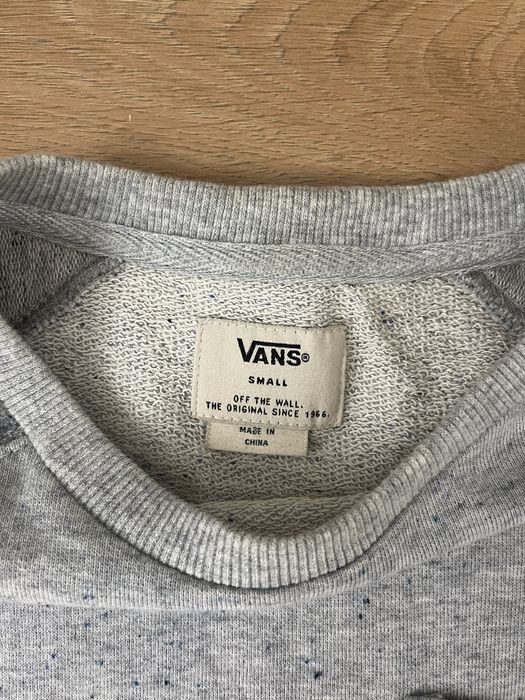 VANS®
SMALL
OFF THE WALL.
THE ORIGINAL SINCE 1966.
MADE IN
CHINA